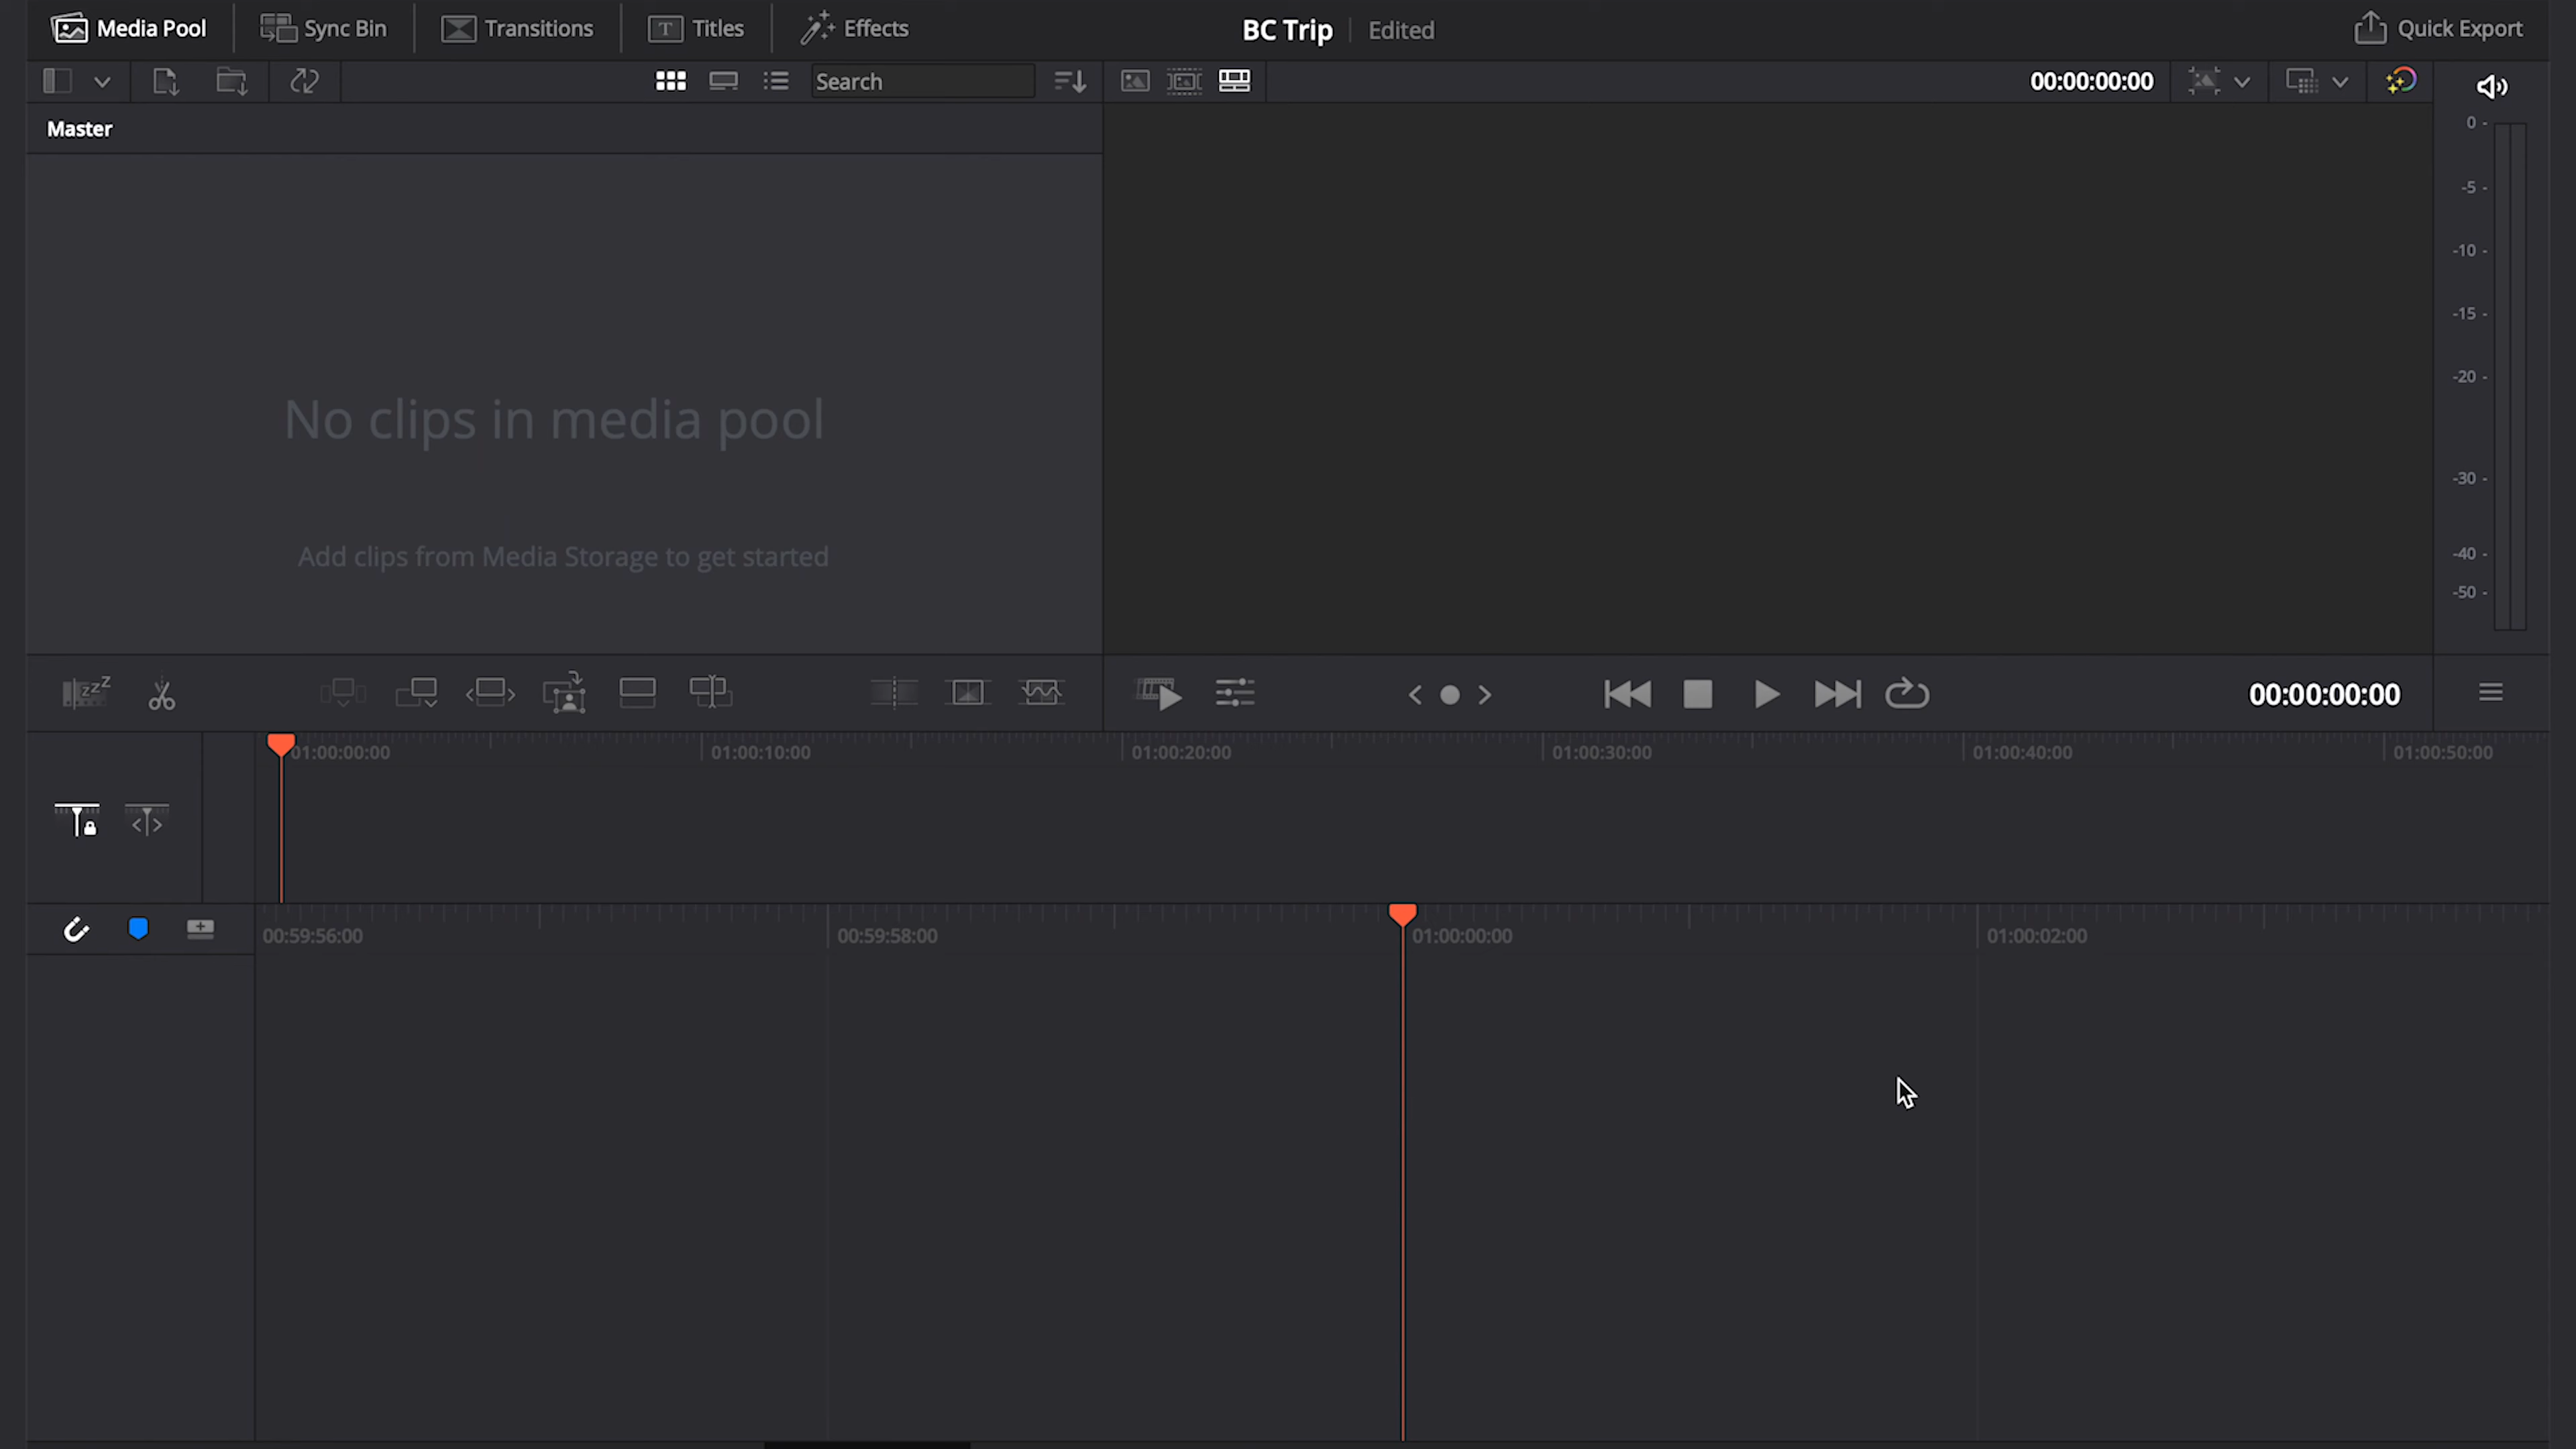 Media Pool
Sync Bin
Transitions
T
Titles
Effects
BC Trip
Edited
Quick Export
Search
00:00:00:00
Master
0 -
-5 -
-10 -
-15 -
-20 -
-30 -
-40 -
-50 -
No clips in media pool
Add clips from Media Storage to get started
zzZ
00:00:00:00
01:00:00:00
01:00:10:00
01:00:20:00
01:00:30:00
01:00:40:00
01:00:50:00
00:59:56:00
00:59:58:00
01:00:00:00
01:00:02:00